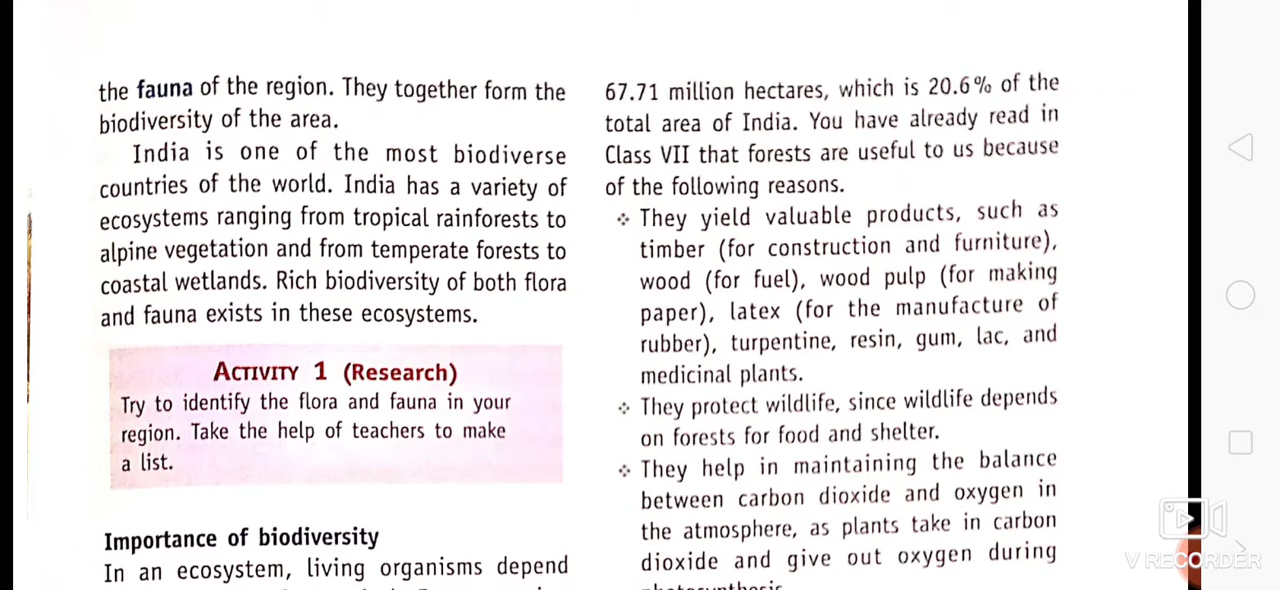 the fauna of the region. They together form the
biodiversity of the area.
India is one of the most biodiverse
countries of the world. India has a variety of
ecosystems ranging from tropical rainforests to
alpine vegetation and from temperate forests to
coastal wetlands. Rich biodiversity of both flora
and fauna exists in these ecosystems.
ACTIVITY 1 (Research)
Try to identify the flora and fauna in your
region. Take the help of teachers to make
a list.
Importance of biodiversity
In an ecosystem, living organisms depend
67.71 million hectares, which is 20.6% of the
total area of India. You have already read in
Class VII that forests are useful to us because
of the following reasons.
❖ They yield valuable products, such as
timber (for construction and furniture),
wood (for fuel), wood pulp (for making
paper), latex (for the manufacture of
rubber), turpentine, resin, gum, lac, and
medicinal plants.
❖ They protect wildlife, since wildlife depends
on forests for food and shelter.
❖ They help in maintaining the balance
between carbon dioxide and oxygen in
the atmosphere, as plants take in carbon
dioxide and give out oxygen during
V RECORDER